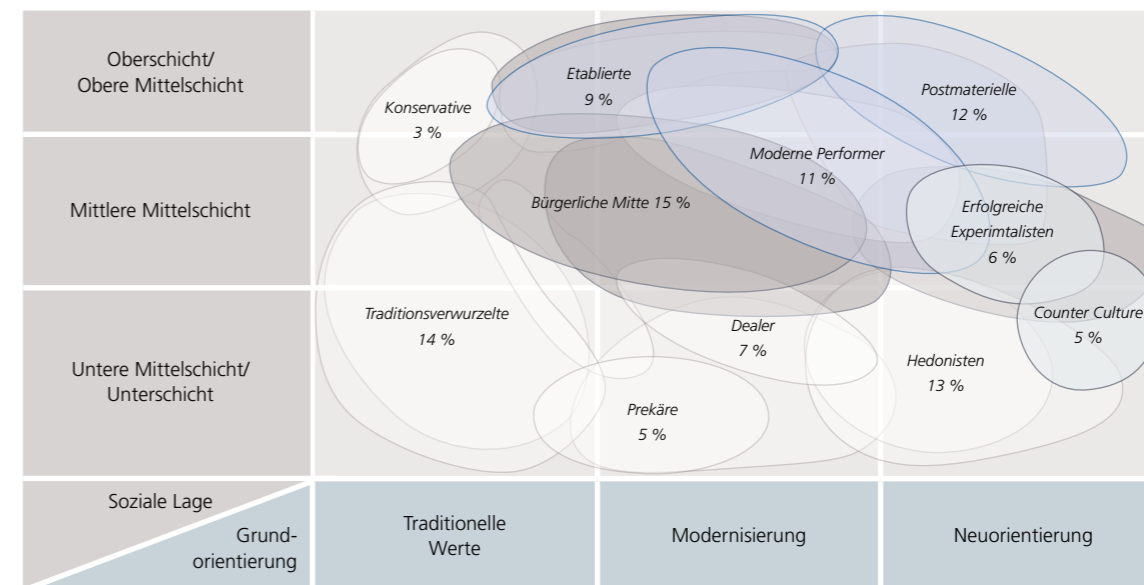 Oberschicht/
Obere Mittelschicht
Mittlere Mittelschicht
Untere Mittelschicht/
Unterschicht
Soziale Lage
Grund-
orientierung
Traditionelle
Werte
Modernisierung
Neuorientierung
Konservative
3 %
Etablierte
9 %
Postmaterielle
12 %
Moderne Performer
11 %
Bürgerliche Mitte 15 %
Erfolgreiche
Experimtalisten
6 %
Traditionsverwurzelte
14 %
Dealer
7 %
Counter Culture
5 %
Hedonisten
13 %
Prekäre
5 %